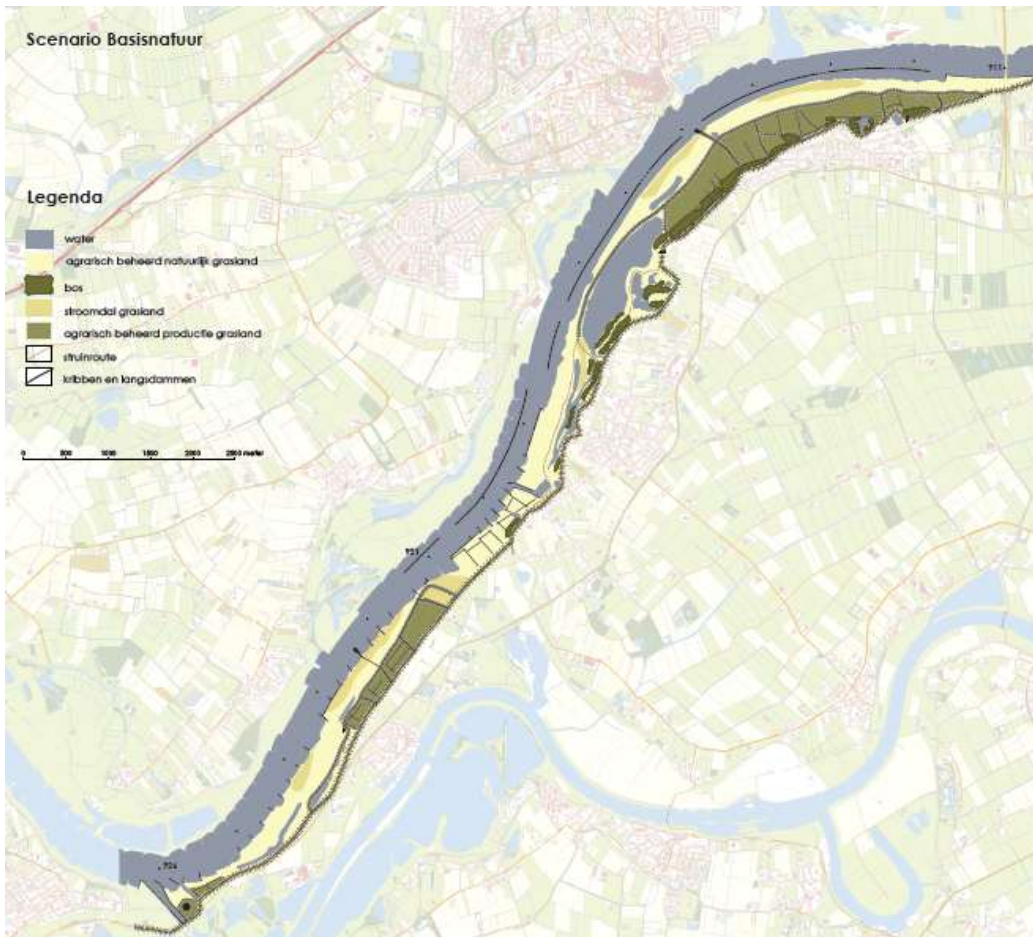 Scenario Basisnatuur
Legenda
water
agrarisch beheerd natuurlijk grasland
bos
stroomdal grasland
agrarisch beheerd productie grasland
struinroute
kribben en langsdammen
0 500 1000 1500 2000 2500 meter